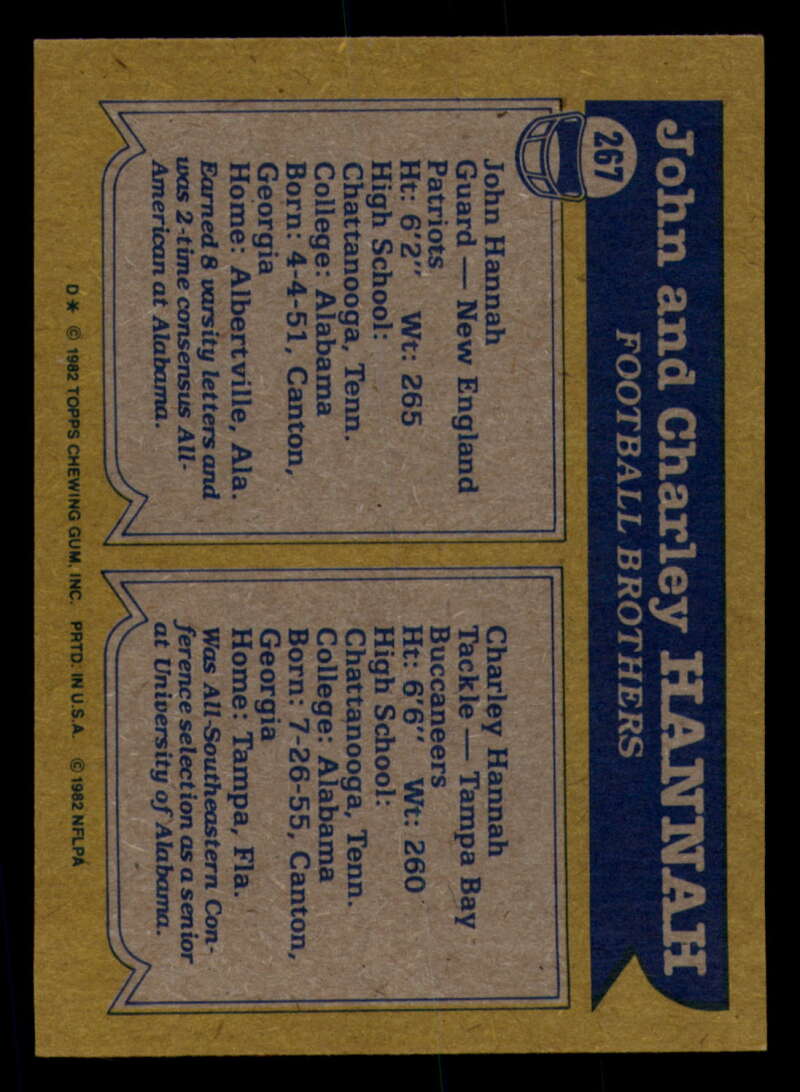 267
John and Charley HANNAH
FOOTBALL BROTHERS
John Hannah
Guard — New England
Patriots
Ht: 6'2" Wt: 265
High School:
Chattanooga, Tenn.
College: Alabama
Born: 4-4-51, Canton,
Georgia
Home: Albertville, Ala.
Earned 8 varsity letters and
was 2-time consensus All-
American at Alabama.
Charley Hannah
Tackle — Tampa Bay
Buccaneers
Ht: 6'6" Wt: 260
High School:
Chattanooga, Tenn.
College: Alabama
Born: 7-26-55, Canton,
Georgia
Home: Tampa, Fla.
Was All-Southeastern Con-
ference selection as a senior
at University of Alabama.
D* © 1982 TOPPS CHEWING GUM, INC. PRTD. IN U.S.A. © 1982 NFLPA